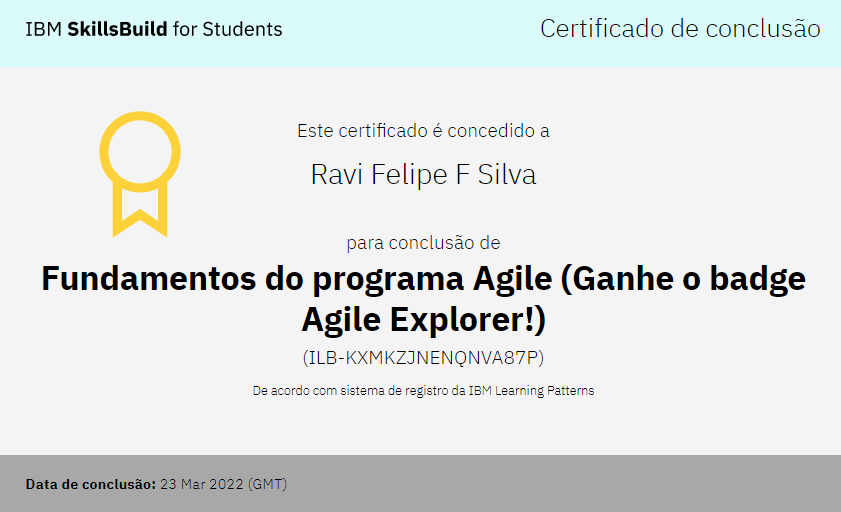 IBM SkillsBuild for Students
Certificado de conclusão
Este certificado é concedido a
Ravi Felipe F Silva
para conclusão de
Fundamentos do programa Agile (Ganhe o badge
Agile Explorer!)
(ILB-KXMKZJNENQNVA87P)
De acordo com sistema de registro da IBM Learning Patterns
Data de conclusão: 23 Mar 2022 (GMT)